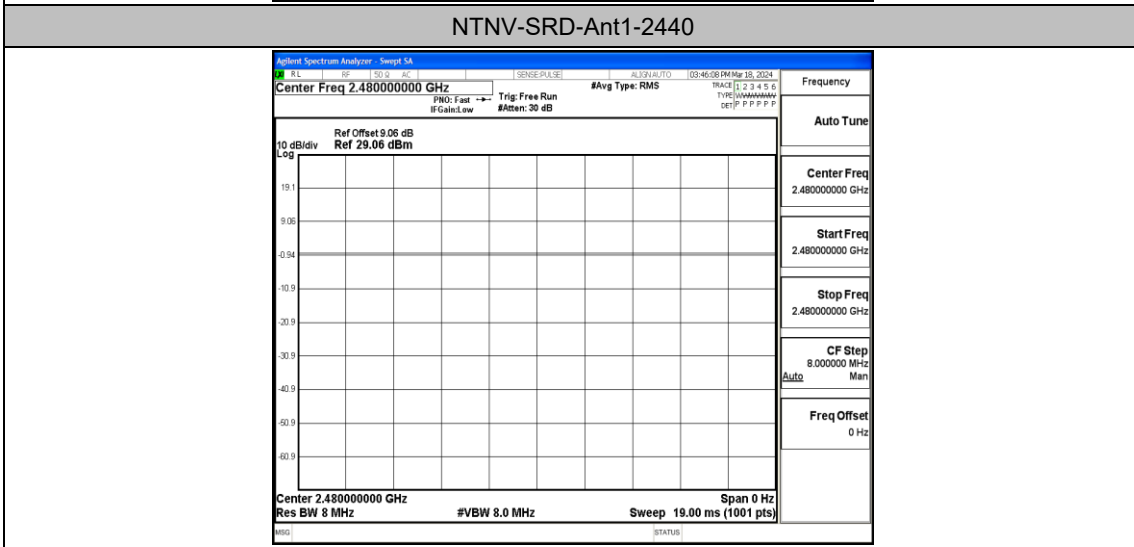 NTNV-SRD-Ant1-2440
Agilent Spectrum Analyzer - Swept SA
RL RF 50 Ω AC SENSE:PULSE ALIGN AUTO 03:46:08 PM Mar 18, 2024
Center Freq 2.480000000 GHz
PNO: Fast
IFGain:Low
Trig: Free Run
#Atten: 30 dB
#Avg Type: RMS
TRACE 1 2 3 4 5 6
TYPE
DET P P P P P P
Ref Offset 9.06 dB
10 dB/div Ref 29.06 dBm
Log
19.1
9.06
-0.94
-10.9
-20.9
-30.9
-40.9
-50.9
-60.9
Center 2.480000000 GHz Span 0 Hz
Res BW 8 MHz #VBW 8.0 MHz Sweep 19.00 ms (1001 pts)
MSG STATUS
Frequency
Auto Tune
Center Freq
2.480000000 GHz
Start Freq
2.480000000 GHz
Stop Freq
2.480000000 GHz
CF Step
8.000000 MHz
Auto Man
Freq Offset
0 Hz